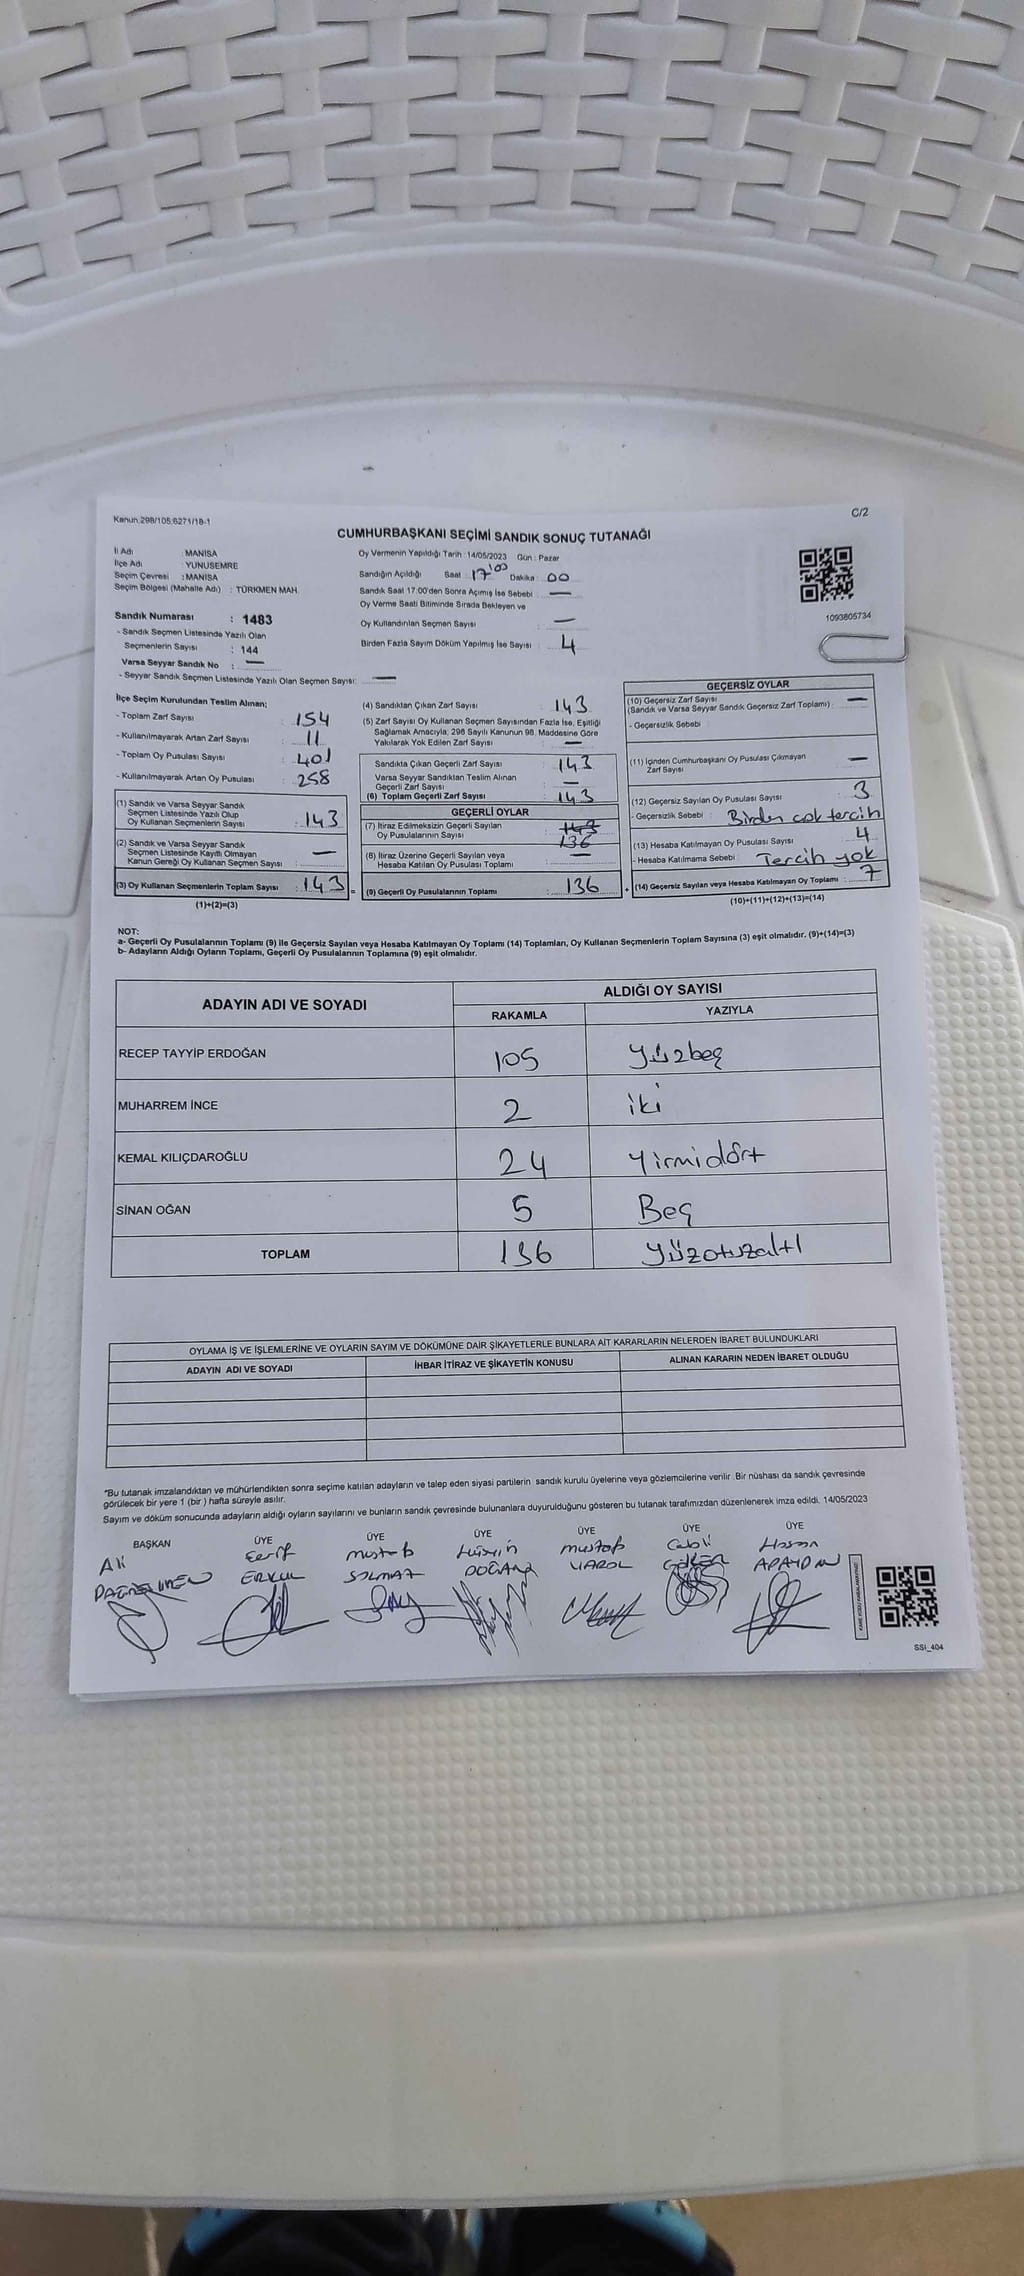 Kanun.298/105.6271/18-1
C/2
CUMHURBAŞKANI SEÇİMİ SANDIK SONUÇ TUTANAĞI
İl Adı : MANİSA
İlçe Adı : YUNUSEMRE
Seçim Çevresi : MANİSA
Seçim Bölgesi (Mahalle Adı) : TÜRKMEN MAH.
Sandık Numarası : 1483
- Sandık Seçmen Listesinde Yazılı Olan
Seçmenlerin Sayısı : 144
Varsa Seyyar Sandık No : —
- Seyyar Sandık Seçmen Listesinde Yazılı Olan Seçmen Sayısı: —
Oy Vermenin Yapıldığı Tarih : 14/05/2023 Gün : Pazar
Sandığın Açıldığı Saat 17:00 Dakika : 00
Sandık Saat 17:00'den Sonra Açımış İse Sebebi : —
Oy Verme Saati Bitiminde Sırada Bekleyen ve
Oy Kullandırılan Seçmen Sayısı : —
Birden Fazla Sayım Döküm Yapılmış İse Sayısı : 4
1093805734
İlçe Seçim Kurulundan Teslim Alınan;
- Toplam Zarf Sayısı : 154
- Kullanılmayarak Artan Zarf Sayısı : 11
- Toplam Oy Pusulası Sayısı : 401
- Kullanılmayarak Artan Oy Pusulası : 258
(1) Sandık ve Varsa Seyyar Sandık
Seçmen Listesinde Yazılı Olup
Oy Kullanan Seçmenlerin Sayısı : 143
(2) Sandık ve Varsa Seyyar Sandık
Seçmen Listesinde Kayıtlı Olmayan
Kanun Gereği Oy Kullanan Seçmen Sayısı : —
(3) Oy Kullanan Seçmenlerin Toplam Sayısı : 143 =
(1)+(2)=(3)
(4) Sandıktan Çıkan Zarf Sayısı : 143
(5) Zarf Sayısı Oy Kullanan Seçmen Sayısından Fazla İse, Eşitliği
Sağlamak Amacıyla; 298 Sayılı Kanunun 98. Maddesine Göre
Yakılarak Yok Edilen Zarf Sayısı : —
Sandıkta Çıkan Geçerli Zarf Sayısı : 143
Varsa Seyyar Sandıktan Teslim Alınan
Geçerli Zarf Sayısı : —
(6) Toplam Geçerli Zarf Sayısı : 143
GEÇERLİ OYLAR
(7) İtiraz Edilmeksizin Geçerli Sayılan 143
Oy Pusulalarının Sayısı : 136
(8) İtiraz Üzerine Geçerli Sayılan veya
Hesaba Katılan Oy Pusulası Toplamı : —
(9) Geçerli Oy Pusulalarının Toplamı : 136 +
GEÇERSİZ OYLAR
(10) Geçersiz Zarf Sayısı
(Sandık ve Varsa Seyyar Sandık Geçersiz Zarf Toplamı) : —
- Geçersizlik Sebebi :
(11) İçinden Cumhurbaşkanı Oy Pusulası Çıkmayan
Zarf Sayısı : —
(12) Geçersiz Sayılan Oy Pusulası Sayısı : 3
- Geçersizlik Sebebi : Birden çok tercih
(13) Hesaba Katılmayan Oy Pusulası Sayısı : 4
- Hesaba Katılmama Sebebi : Tercih yok
(14) Geçersiz Sayılan veya Hesaba Katılmayan Oy Toplamı : 7
(10)+(11)+(12)+(13)=(14)
NOT:
a- Geçerli Oy Pusulalarının Toplamı (9) ile Geçersiz Sayılan veya Hesaba Katılmayan Oy Toplamı (14) Toplamları, Oy Kullanan Seçmenlerin Toplam Sayısına (3) eşit olmalıdır. (9)+(14)=(3)
b- Adayların Aldığı Oyların Toplamı, Geçerli Oy Pusulalarının Toplamına (9) eşit olmalıdır.
ADAYIN ADI VE SOYADI
ALDIĞI OY SAYISI
RAKAMLA YAZIYLA
RECEP TAYYİP ERDOĞAN 105 Yüzbeş
MUHARREM İNCE 2 iki
KEMAL KILIÇDAROĞLU 24 Yirmidört
SİNAN OĞAN 5 Beş
TOPLAM 136 Yüzotuzaltı
OYLAMA İŞ VE İŞLEMLERİNE VE OYLARIN SAYIM VE DÖKÜMÜNE DAİR ŞİKAYETLERLE BUNLARA AİT KARARLARIN NELERDEN İBARET BULUNDUKLARI
ADAYIN ADI VE SOYADI İHBAR İTİRAZ VE ŞİKAYETİN KONUSU ALINAN KARARIN NEDEN İBARET OLDUĞU
*Bu tutanak imzalandıktan ve mühürlendikten sonra seçime katılan adayların ve talep eden siyasi partilerin sandık kurulu üyelerine veya gözlemcilerine verilir. Bir nüshası da sandık çevresinde
görülecek bir yere 1 (bir ) hafta süreyle asılır.
Sayım ve döküm sonucunda adayların aldığı oyların sayılarını ve bunların sandık çevresinde bulunanlara duyurulduğunu gösteren bu tutanak tarafımızdan düzenlenerek imza edildi. 14/05/2023
BAŞKAN ÜYE ÜYE ÜYE ÜYE ÜYE ÜYE
Ali Mustafa Hüseyin Mustafa Hasan
ERKUL SOLMAZ DOĞAN VAROL APAYDIN
SSİ_404